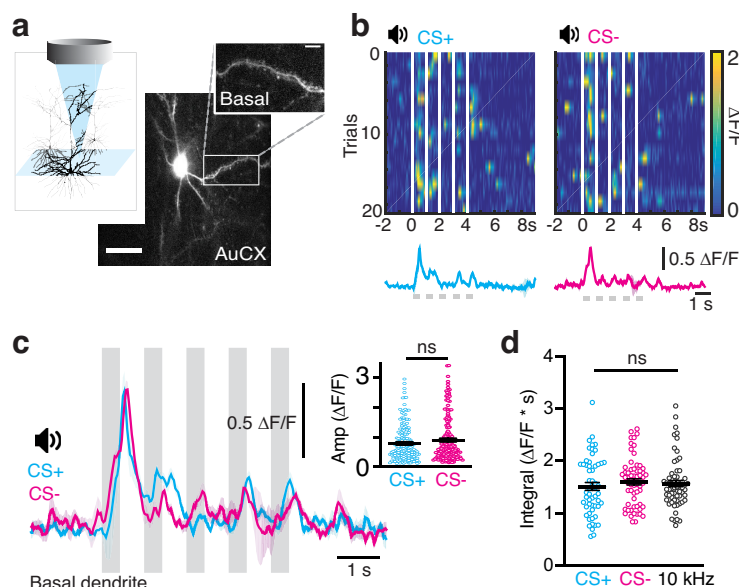 a
Basal
AuCX
b
CS+
CS-
0
10
20
Trials
-2 0 2 4 6 8s
-2 0 2 4 6 8s
2
0
ΔF/F
0.5 ΔF/F
1 s
c
0.5 ΔF/F
CS+
CS-
1 s
Basal dendrite
ns
3
0
Amp (ΔF/F)
CS+ CS-
d
ns
4
3
2
1
0
Integral (ΔF/F * s)
CS+ CS- 10 kHz